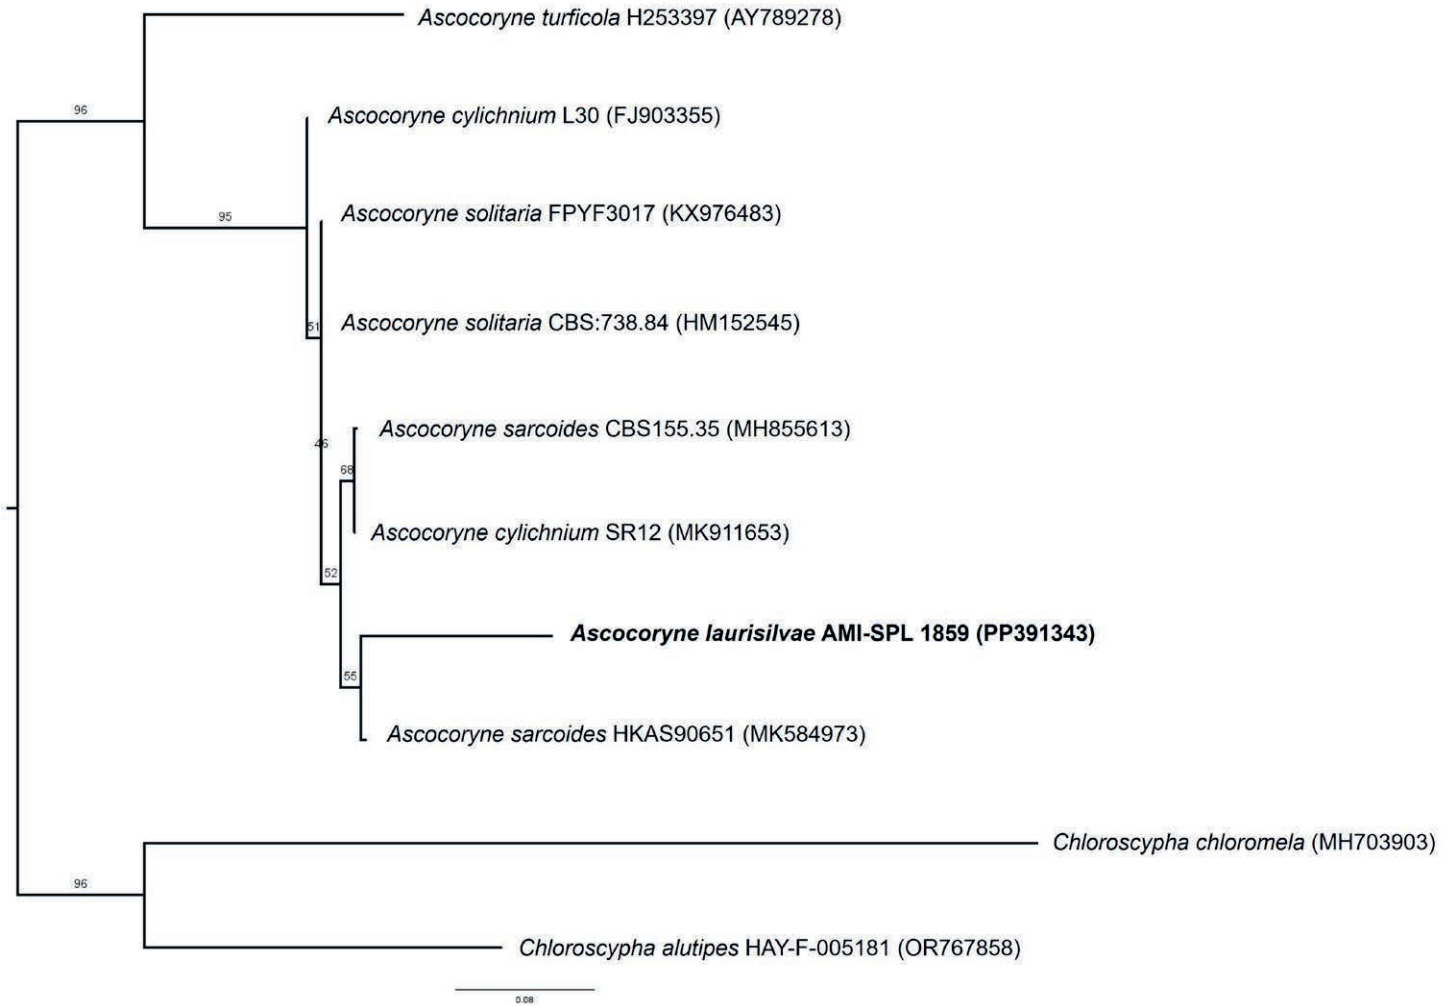 Ascocoryne turficola H253397 (AY789278)
96
Ascocoryne cylichnium L30 (FJ903355)
95
Ascocoryne solitaria FPYF3017 (KX976483)
51
Ascocoryne solitaria CBS:738.84 (HM152545)
46
Ascocoryne sarcoides CBS155.35 (MH855613)
68
Ascocoryne cylichnium SR12 (MK911653)
52
Ascocoryne laurisilvae AMI-SPL 1859 (PP391343)
55
Ascocoryne sarcoides HKAS90651 (MK584973)
Chloroscypha chloromela (MH703903)
96
Chloroscypha alutipes HAY-F-005181 (OR767858)
0.08